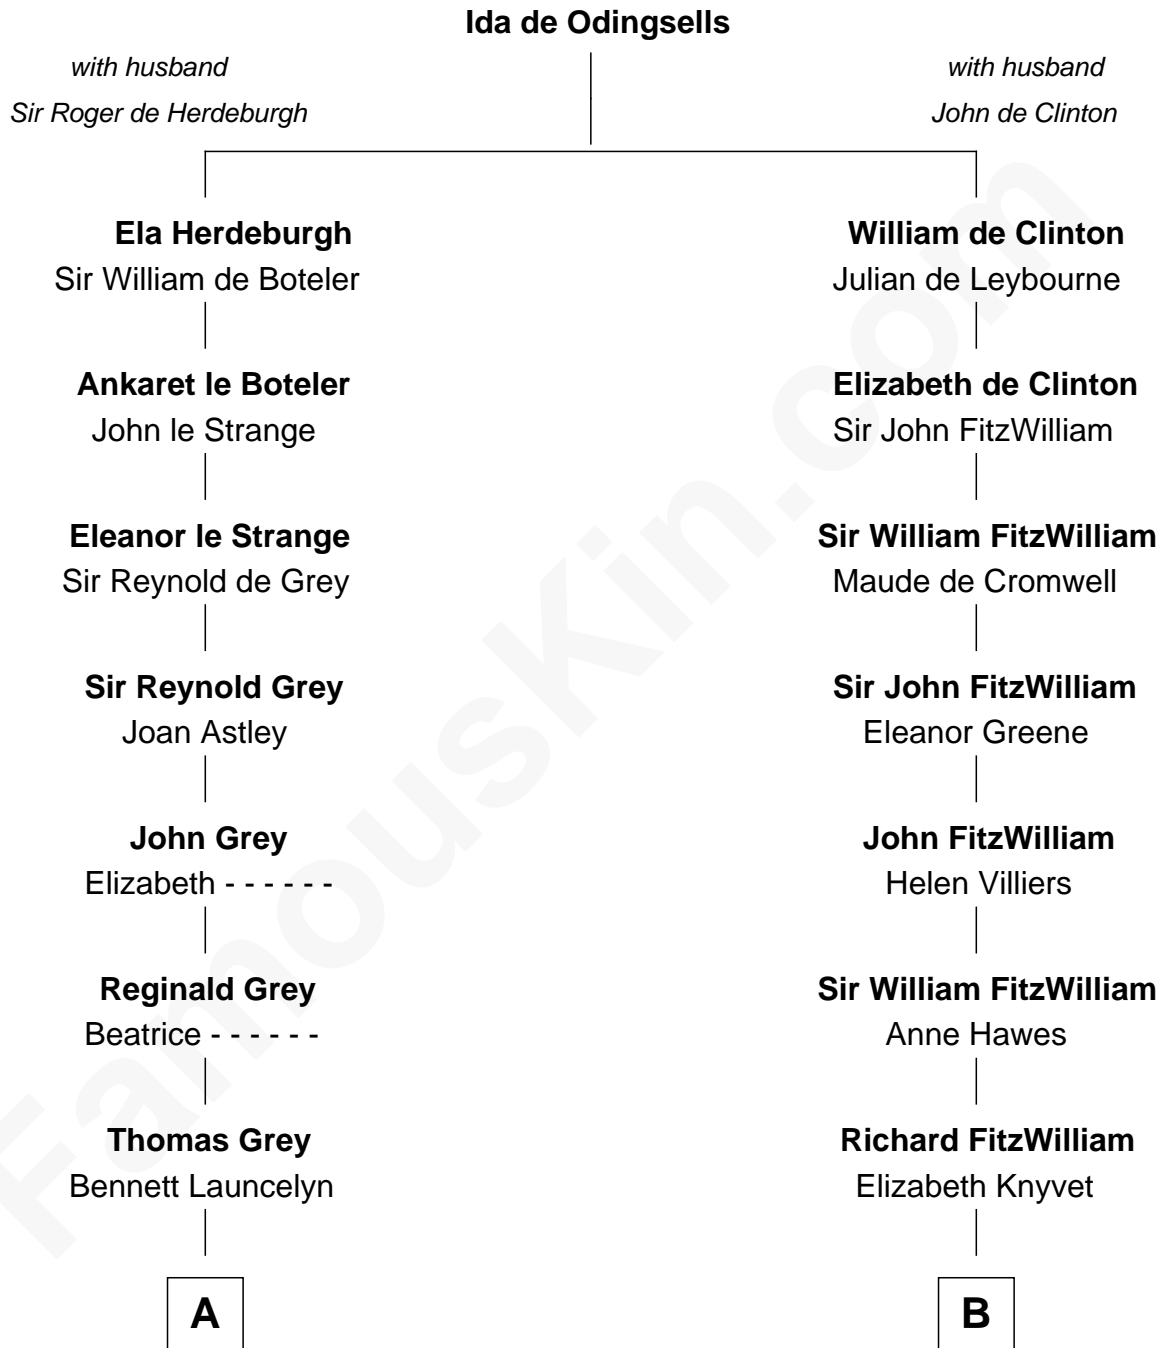 Ida de Odingsells
with husband
Sir Roger de Herdeburgh
with husband
John de Clinton
Ela Herdeburgh
Sir William de Boteler
William de Clinton
Julian de Leybourne
Ankaret le Boteler
John le Strange
Elizabeth de Clinton
Sir John FitzWilliam
Eleanor le Strange
Sir Reynold de Grey
Sir William FitzWilliam
Maude de Cromwell
Sir Reynold Grey
Joan Astley
Sir John FitzWilliam
Eleanor Greene
John Grey
Elizabeth - - - - - -
John FitzWilliam
Helen Villiers
Reginald Grey
Beatrice - - - - - -
Sir William FitzWilliam
Anne Hawes
Thomas Grey
Bennett Launcelyn
Richard FitzWilliam
Elizabeth Knyvet
A
B
FamousKin.com